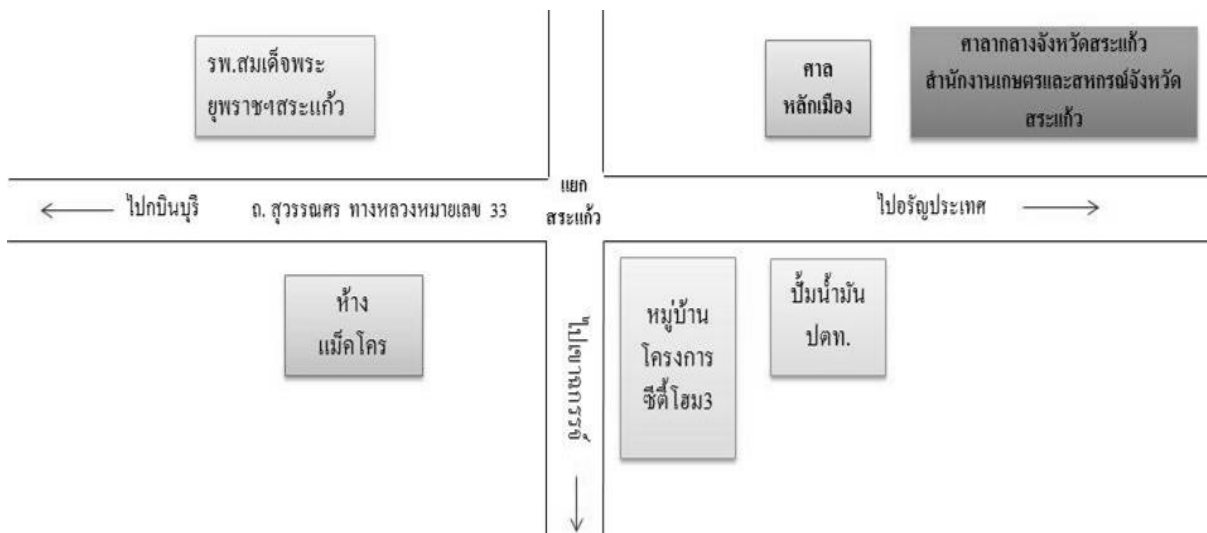 รพ.สมเด็จพระ
ยุพราชฯสระแก้ว
ศาล
หลักเมือง
ศาลากลางจังหวัดสระแก้ว
สำนักงานเกษตรและสหกรณ์จังหวัด
สระแก้ว
แยก
สระแก้ว
ไปกบินบุรี
ถ. สุวรรณศร ทางหลวงหมายเลข 33
ไปอรัญประเทศ
ห้าง
แม็คโคร
ไปเขาฉกรรจ์
หมู่บ้าน
โครงการ
ซีตี้โฮม3
ปั้มน้ำมัน
ปตท.